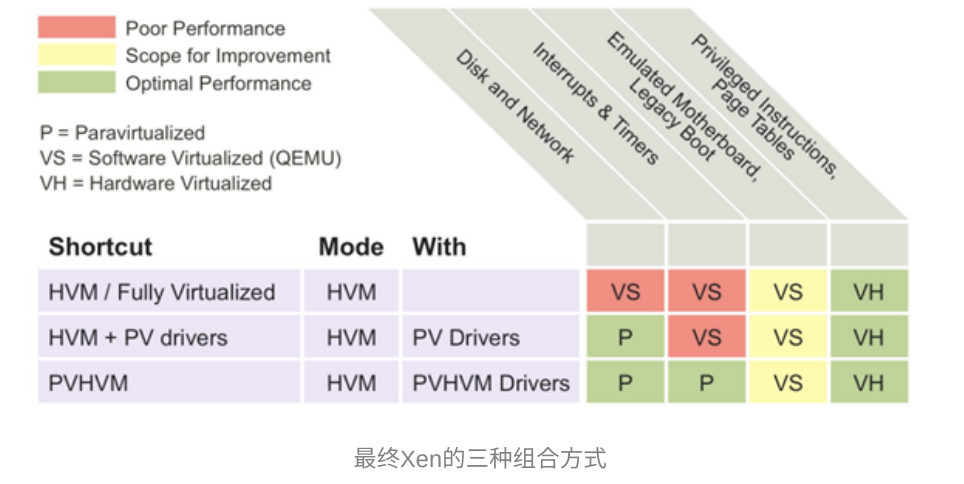 Poor Performance
Scope for Improvement
Optimal Performance
P = Paravirtualized
VS = Software Virtualized (QEMU)
VH = Hardware Virtualized
Disk and Network
Interrupts & Timers
Emulated Motherboard,
Legacy Boot
Privileged Instructions,
Page Tables
Shortcut Mode With
HVM / Fully Virtualized HVM VS VS VS VH
HVM + PV drivers HVM PV Drivers P VS VS VH
PVHVM HVM PVHVM Drivers P P VS VH
最终Xen的三种组合方式